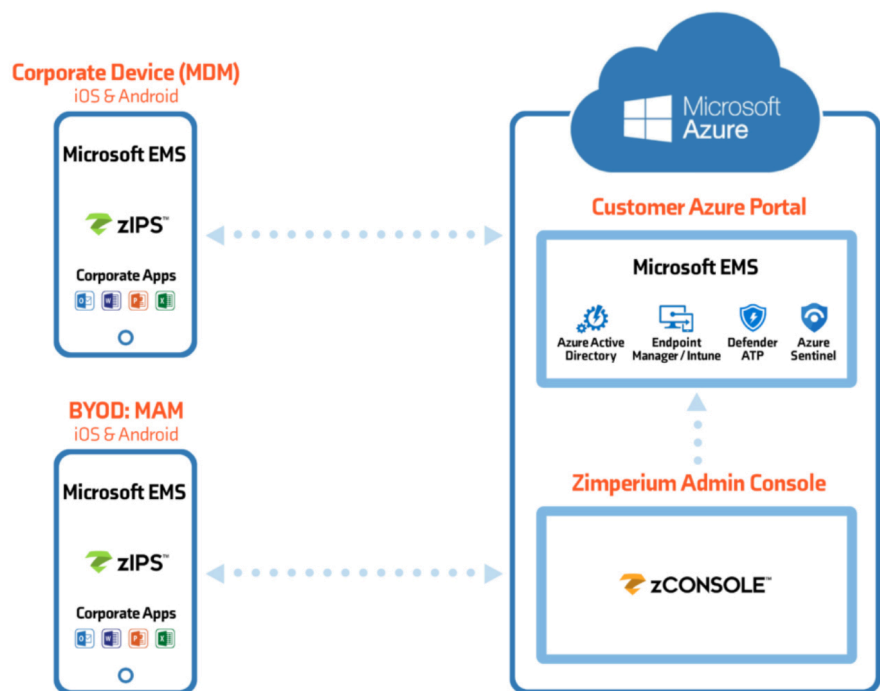 Corporate Device (MDM)
iOS & Android
Microsoft EMS
zIPS™
Corporate Apps
O W P X
BYOD: MAM
iOS & Android
Microsoft EMS
zIPS™
Corporate Apps
O W P X
Microsoft
Azure
Customer Azure Portal
Microsoft EMS
Azure Active
Directory
Endpoint
Manager / Intune
Defender
ATP
Azure
Sentinel
Zimperium Admin Console
zCONSOLE™